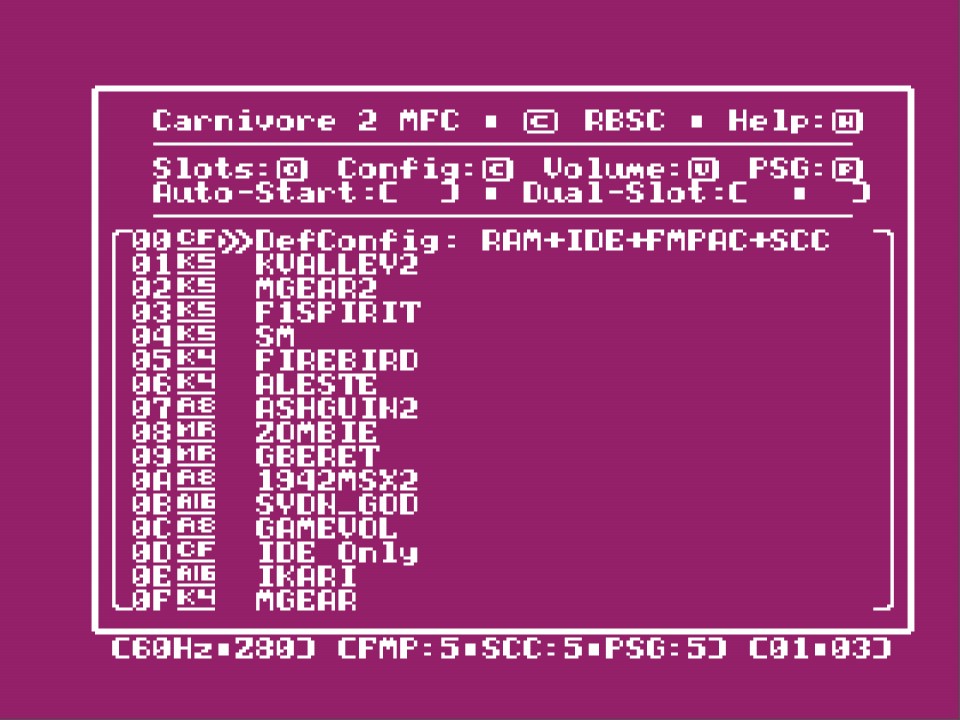 Carnivore 2 MFC ▪ (C) RBSC ▪ Help:[H]
Slots:[0] Config:[C] Volume:[V] PSG:[P]
Auto-Start:[  ] ▪ Dual-Slot:[  ▪  ]
00 CF »DefConfig: RAM+IDE+FMPAC+SCC
01 K5 KVALLEY2
02 K5 MGEAR2
03 K5 F1SPIRIT
04 K5 SM
05 K4 FIREBIRD
06 K4 ALESTE
07 A8 ASHGUIN2
08 MR ZOMBIE
09 MR GBERET
0A A8 1942MSX2
0B A16 SYDN_GOD
0C A8 GAMEVOL
0D CF IDE Only
0E A16 IKARI
0F K4 MGEAR
[60Hz▪Z80] [FMP:5▪SCC:5▪PSG:5] [01▪03]